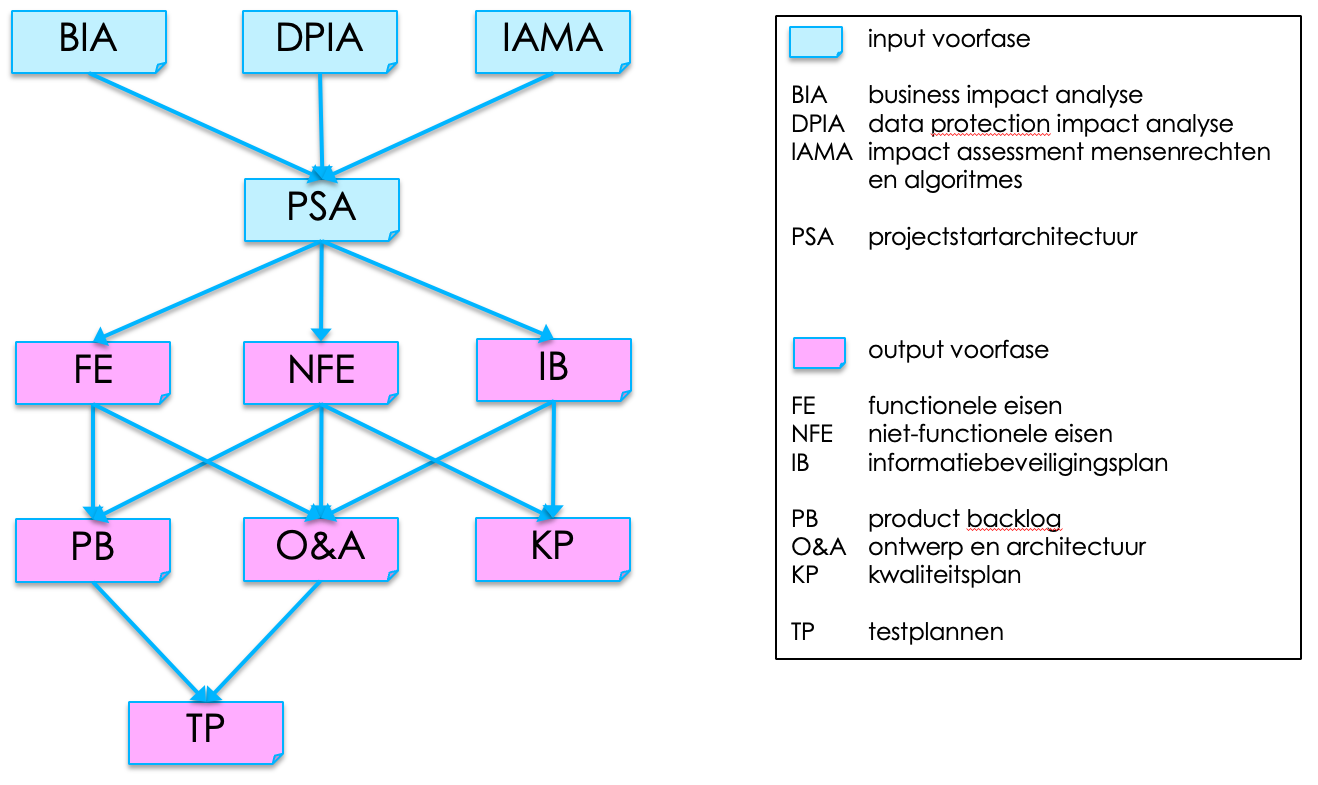 BIA
DPIA
IAMA
PSA
FE
NFE
IB
PB
O&A
KP
TP
input voorfase
BIA business impact analyse
DPIA data protection impact analyse
IAMA impact assessment mensenrechten
en algoritmes
PSA projectstartarchitectuur
output voorfase
FE functionele eisen
NFE niet-functionele eisen
IB informatiebeveiligingsplan
PB product backlog
O&A ontwerp en architectuur
KP kwaliteitsplan
TP testplannen